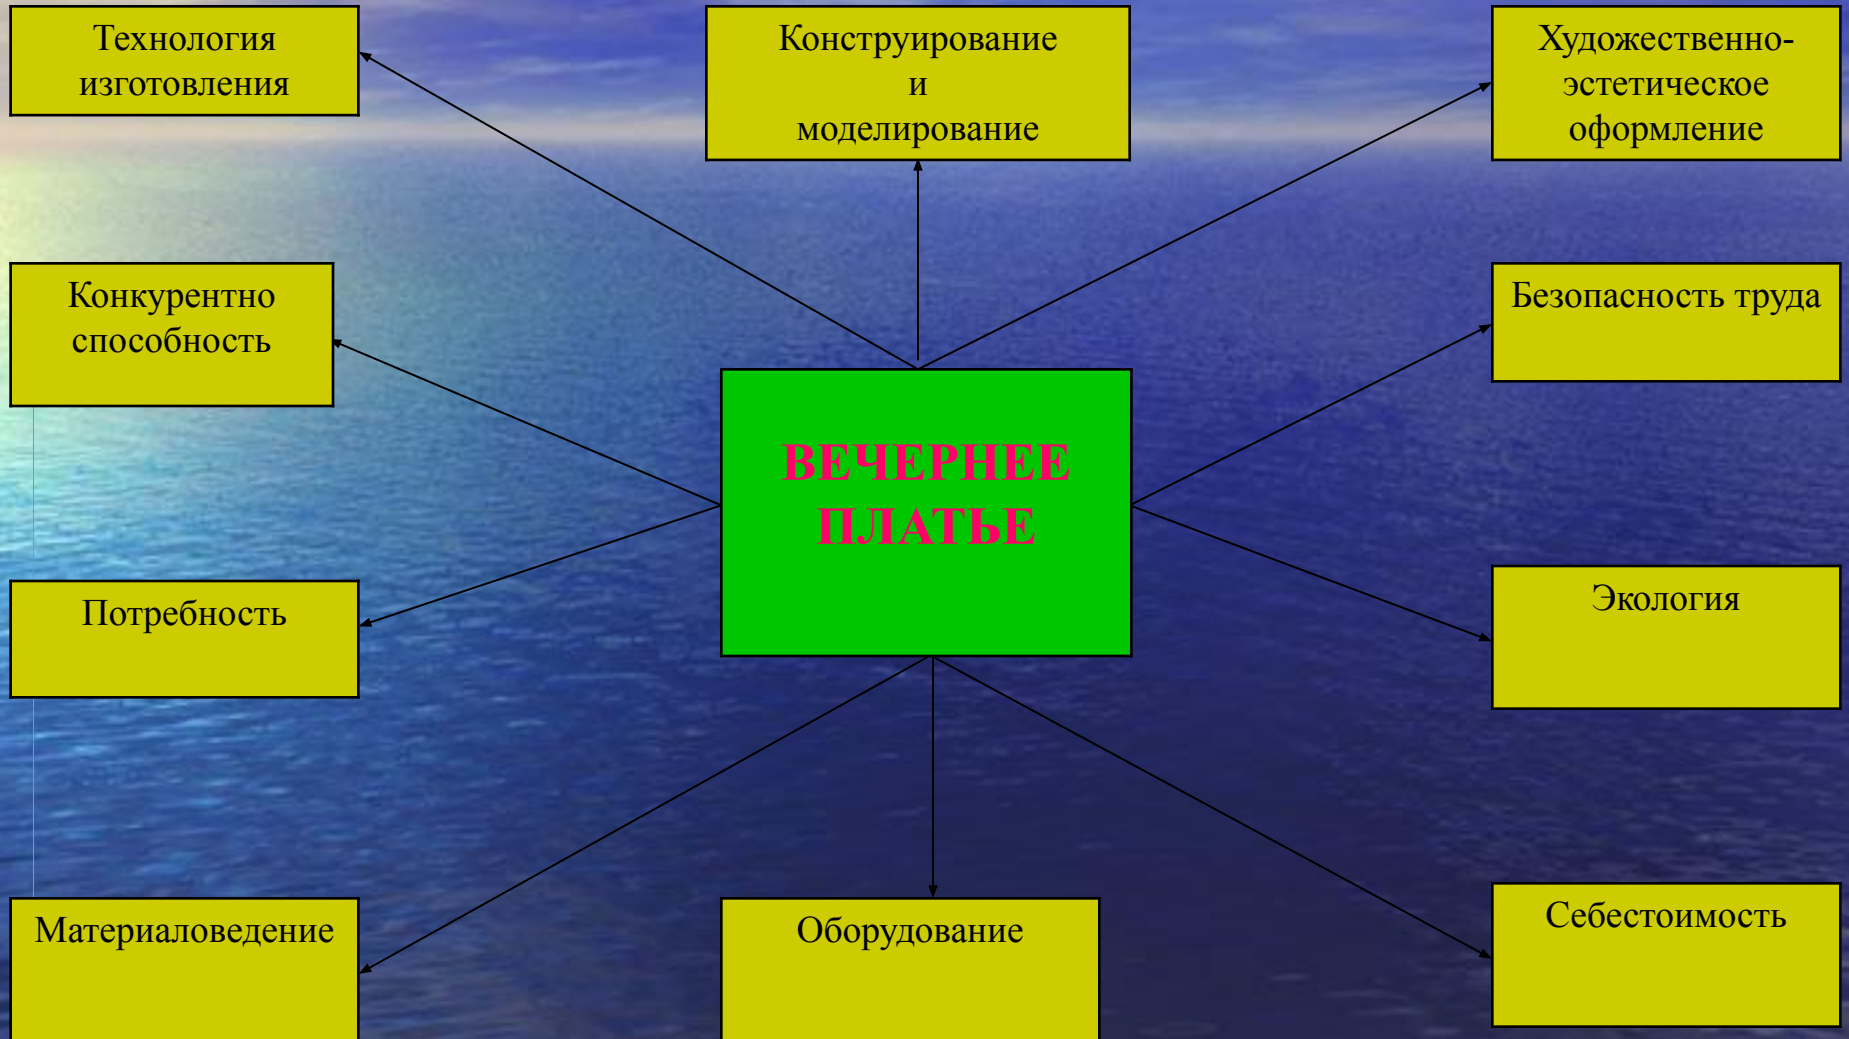 Технология
изготовления
Конструирование
и
моделирование
Художественно-
эстетическое
оформление
Конкурентно
способность
Безопасность труда
ВЕЧЕРНЕЕ
ПЛАТЬЕ
Потребность
Экология
Материаловедение
Оборудование
Себестоимость